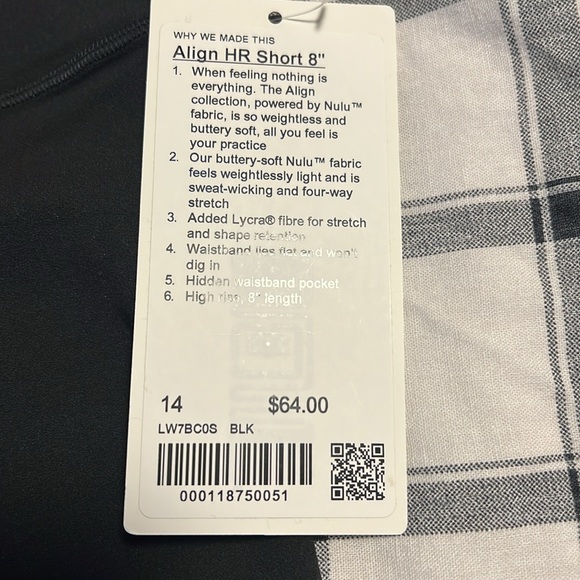 WHY WE MADE THIS
Align HR Short 8"
1. When feeling nothing is
everything. The Align
collection, powered by Nulu™
fabric, is so weightless and
buttery soft, all you feel is
your practice
2. Our buttery-soft Nulu™ fabric
feels weightlessly light and is
sweat-wicking and four-way
stretch
3. Added Lycra® fibre for stretch
and shape retention
4. Waistband lies flat and won't
dig in
5. Hidden waistband pocket
6. High rise, 8" length
14 $64.00
LW7BC0S BLK
000118750051